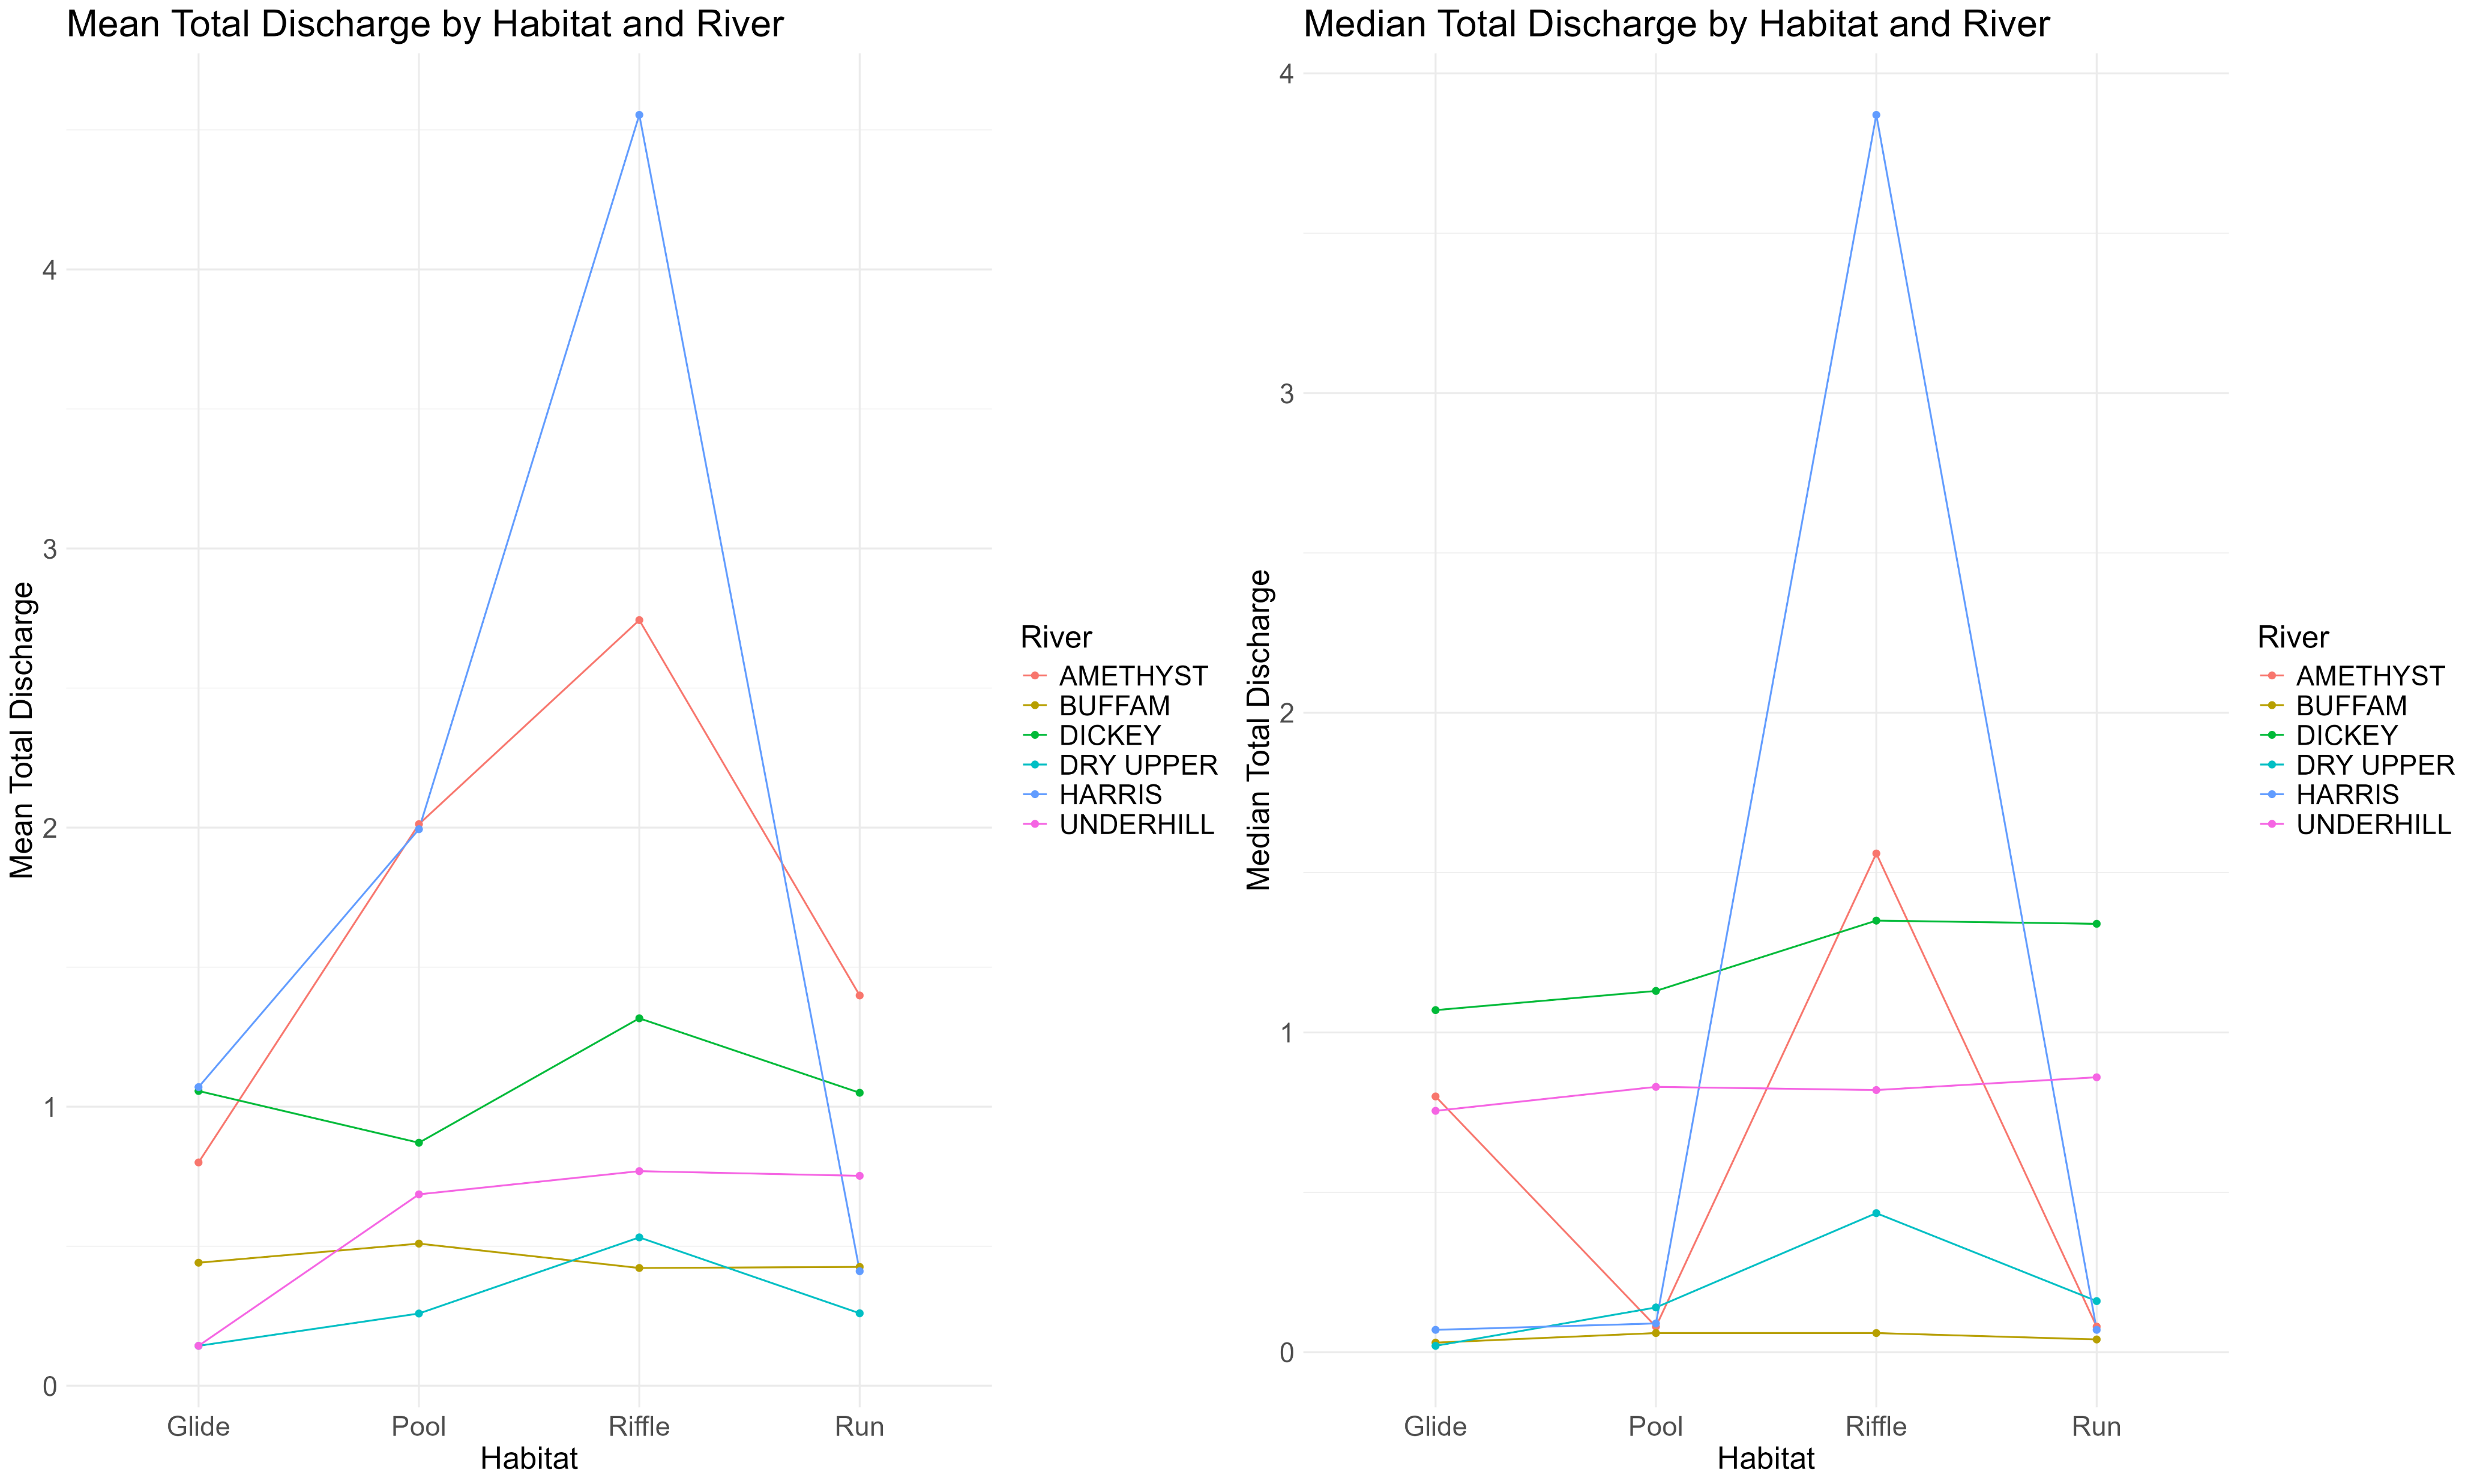 Mean Total Discharge by Habitat and River
Mean Total Discharge
4
3
2
1
0
Glide
Pool
Riffle
Run
Habitat
River
AMETHYST
BUFFAM
DICKEY
DRY UPPER
HARRIS
UNDERHILL
Median Total Discharge by Habitat and River
Median Total Discharge
4
3
2
1
0
Glide
Pool
Riffle
Run
Habitat
River
AMETHYST
BUFFAM
DICKEY
DRY UPPER
HARRIS
UNDERHILL